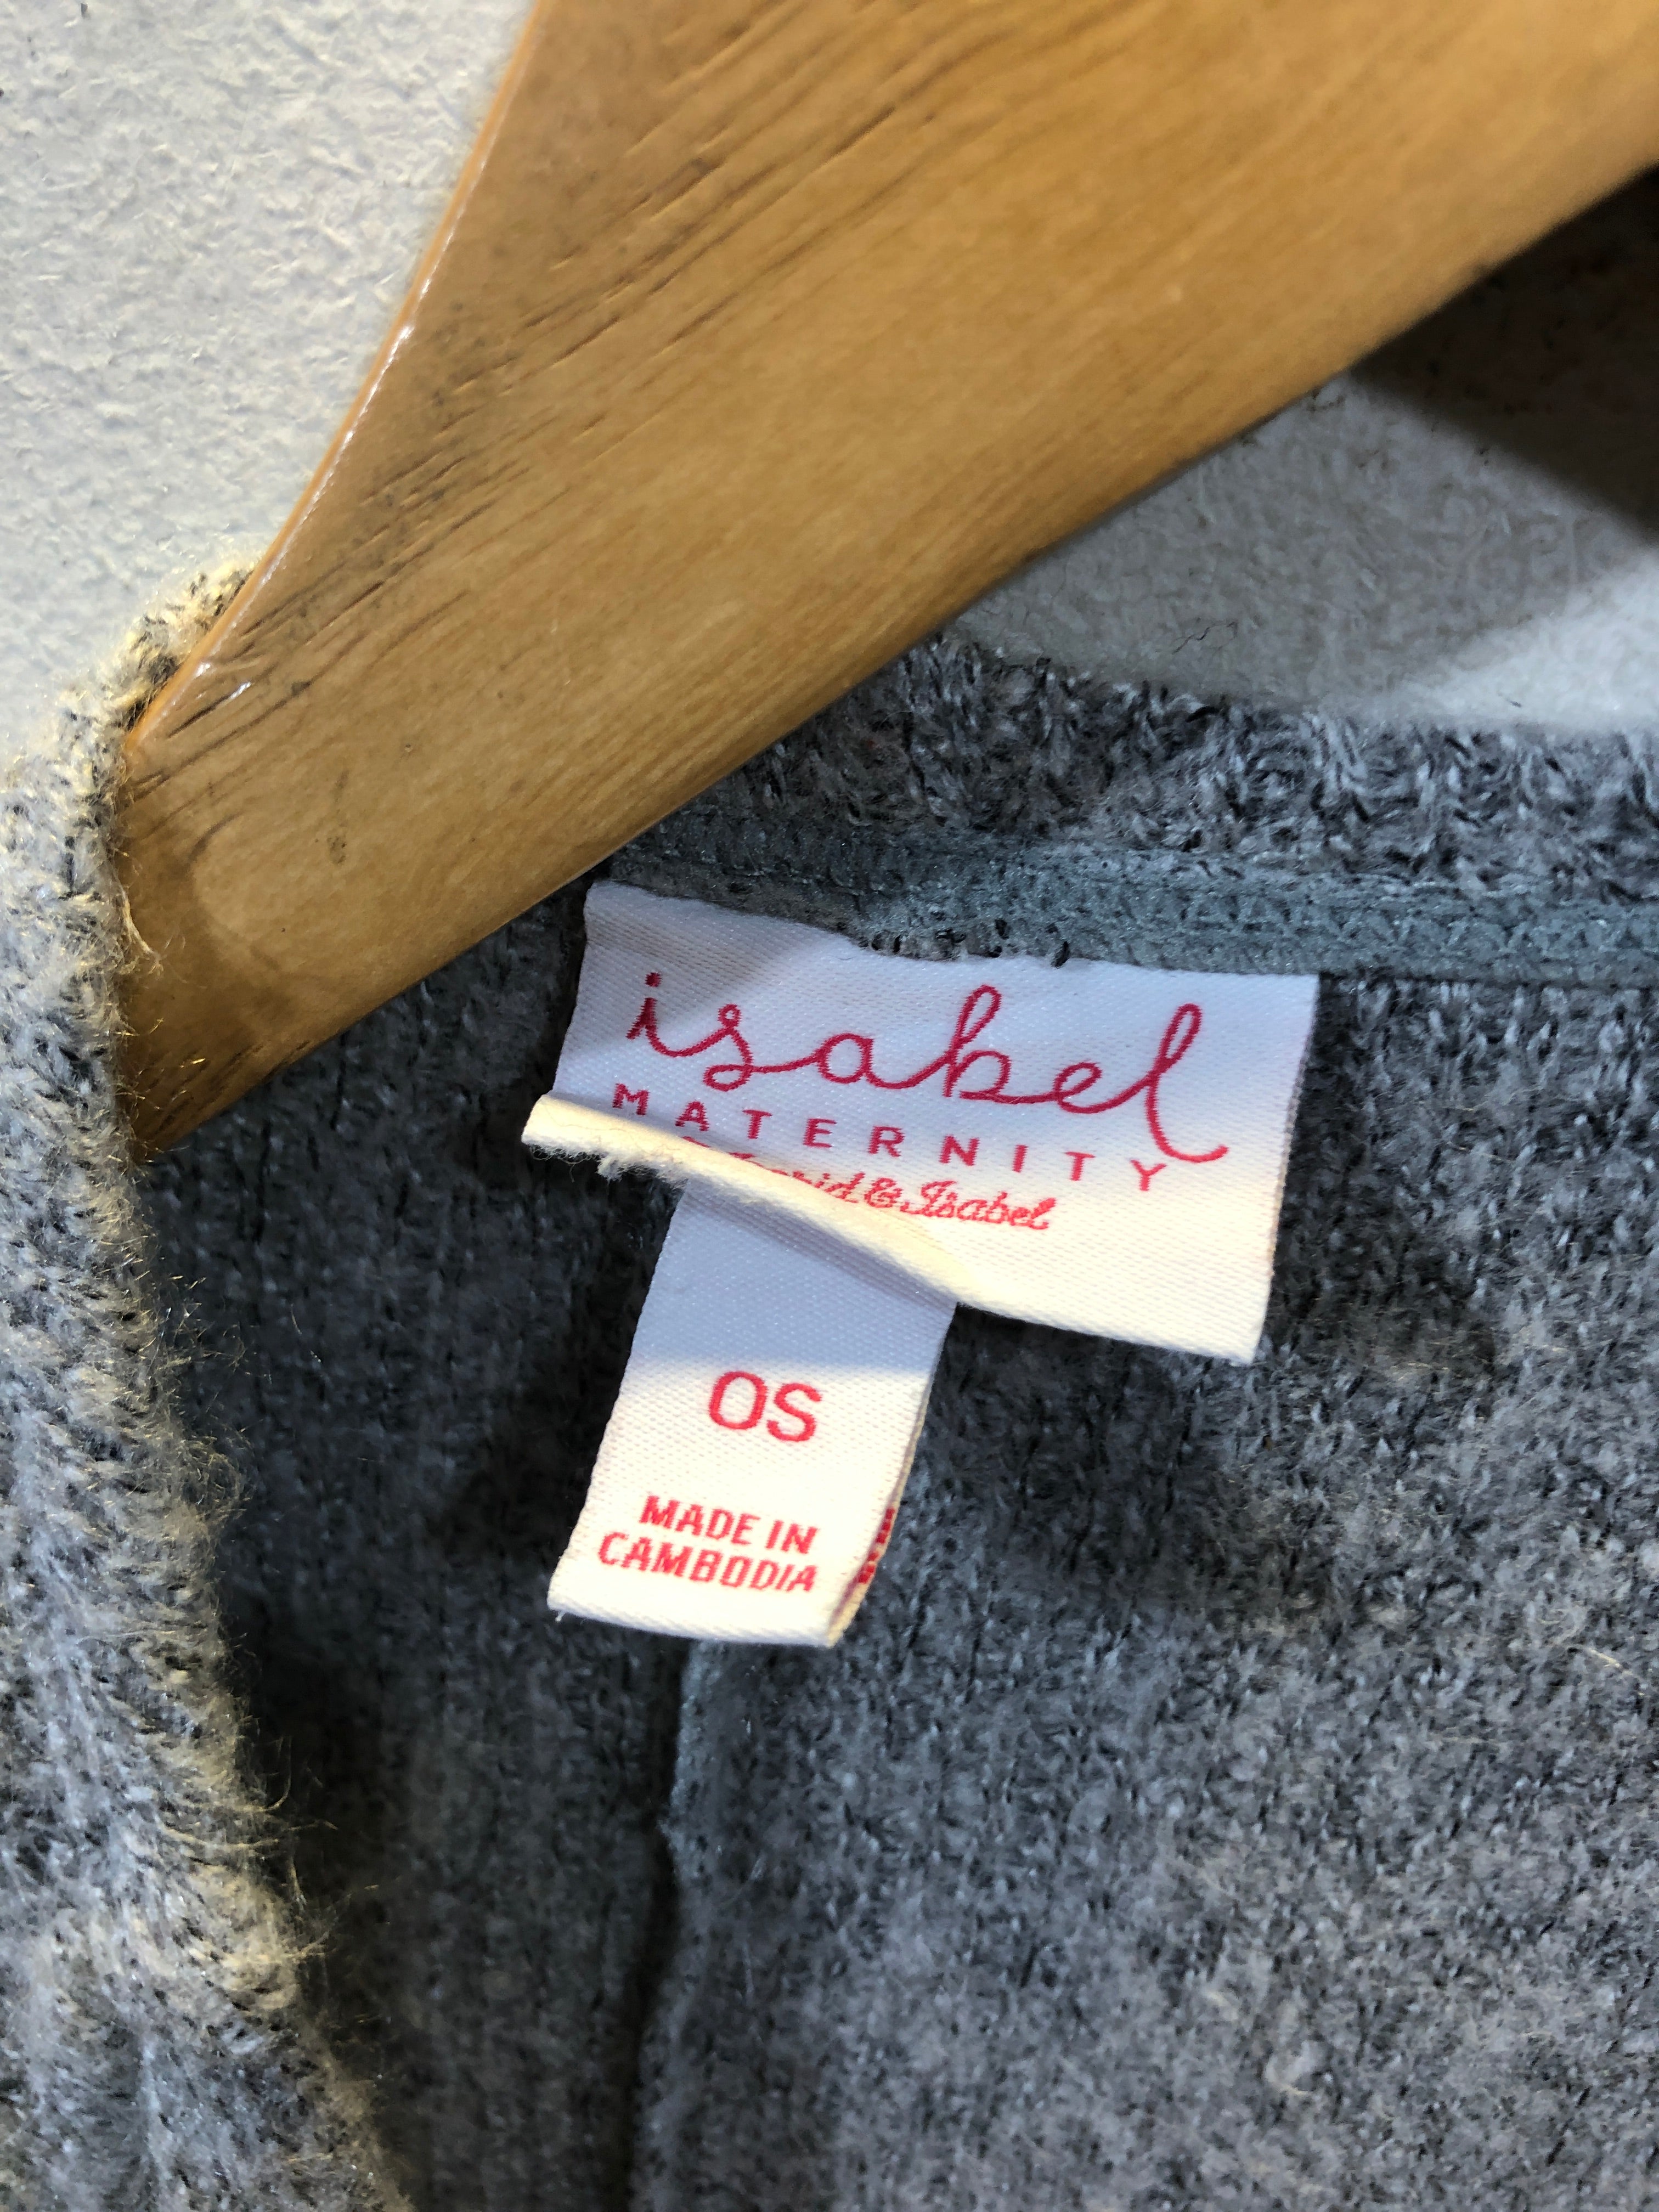 isabel
MATERNITY
& Isabel
OS
MADE IN
CAMBODIA